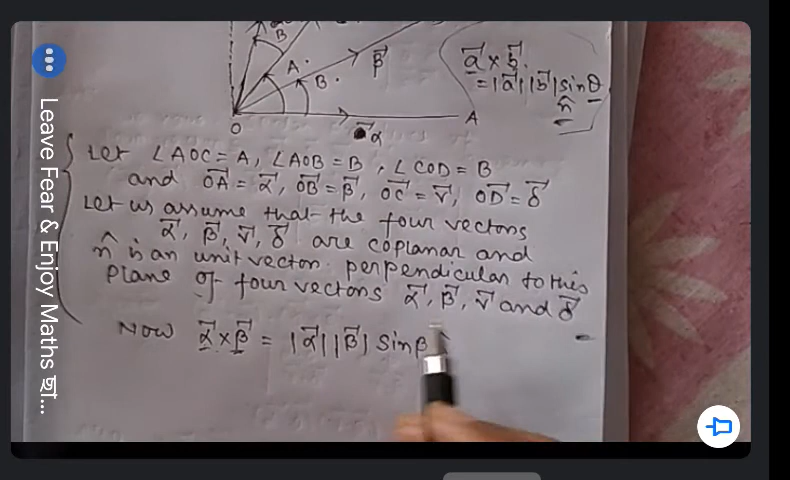 B
A
B
β⃗
a⃗ × b⃗
= |a⃗||b⃗| sinθ
n̂
O
α⃗
A
Let ∠AOC = A, ∠AOB = B, ∠COD = B
and OA⃗ = α⃗, OB⃗ = β⃗, OC⃗ = γ⃗, OD⃗ = δ⃗
Let us assume that the four vectors
α⃗, β⃗, γ⃗, δ⃗ are coplanar and
n̂ is an unit vector perpendicular to this
plane of four vectors α⃗, β⃗, γ⃗ and δ⃗
Now α⃗ × β⃗ = |α⃗||β⃗| sinB
Leave Fear & Enjoy Maths ছা...